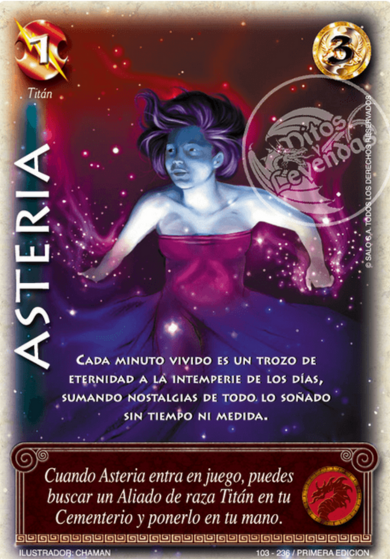 1
3
Titán
Mitos y Leyendas
© SALO S.A. TODOS LOS DERECHOS RESERVADOS
ASTERIA
CADA MINUTO VIVIDO ES UN TROZO DE
ETERNIDAD A LA INTEMPERIE DE LOS DÍAS,
SUMANDO NOSTALGIAS DE TODO LO SOÑADO
SIN TIEMPO NI MEDIDA.
Cuando Asteria entra en juego, puedes
buscar un Aliado de raza Titán en tu
Cementerio y ponerlo en tu mano.
ILUSTRADOR: CHAMAN
103 - 236 / PRIMERA EDICION